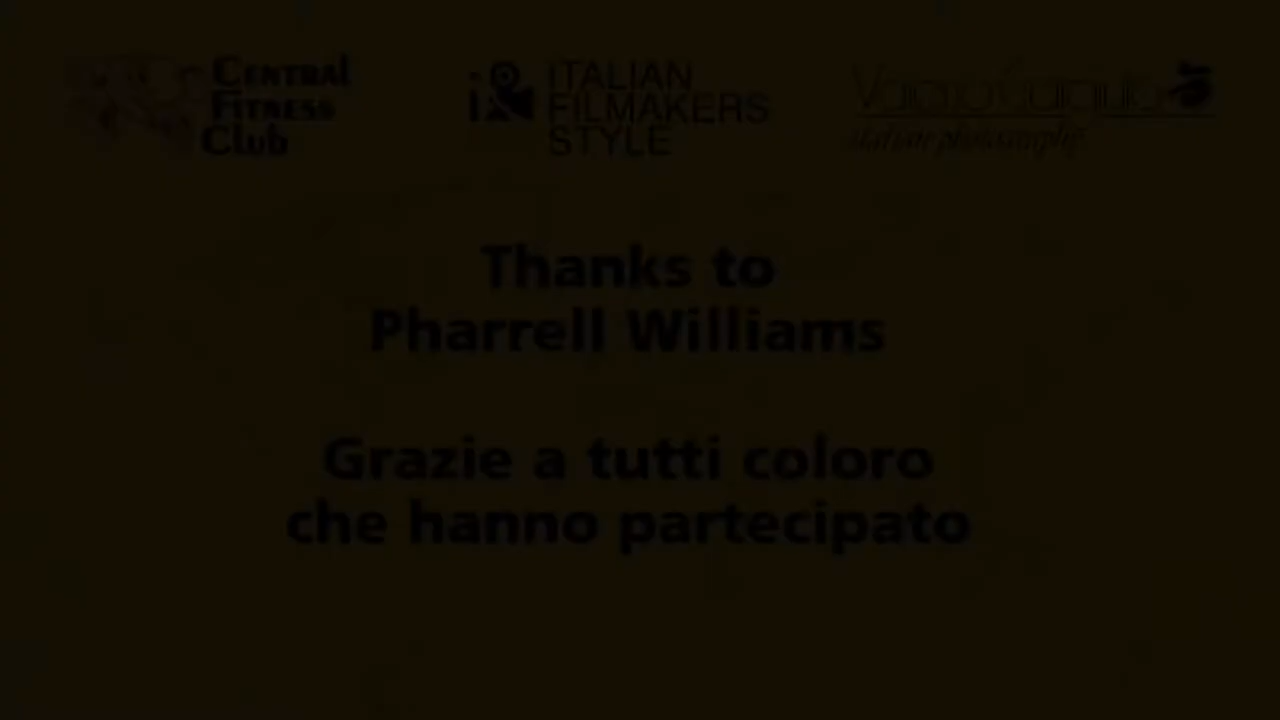 Central
Fitness
Club
ITALIAN
FILMAKERS
STYLE
Thanks to
Pharrell Williams
Grazie a tutti coloro
che hanno partecipato